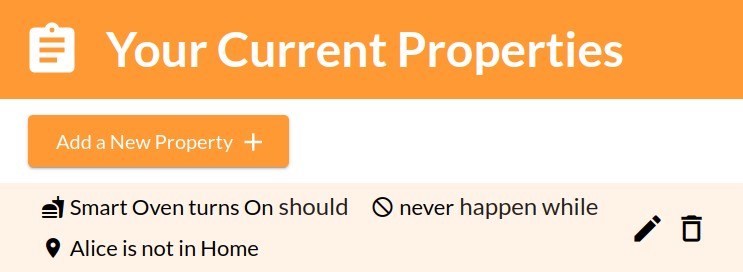 Your Current Properties
Add a New Property +
Smart Oven turns On should never happen while
Alice is not in Home